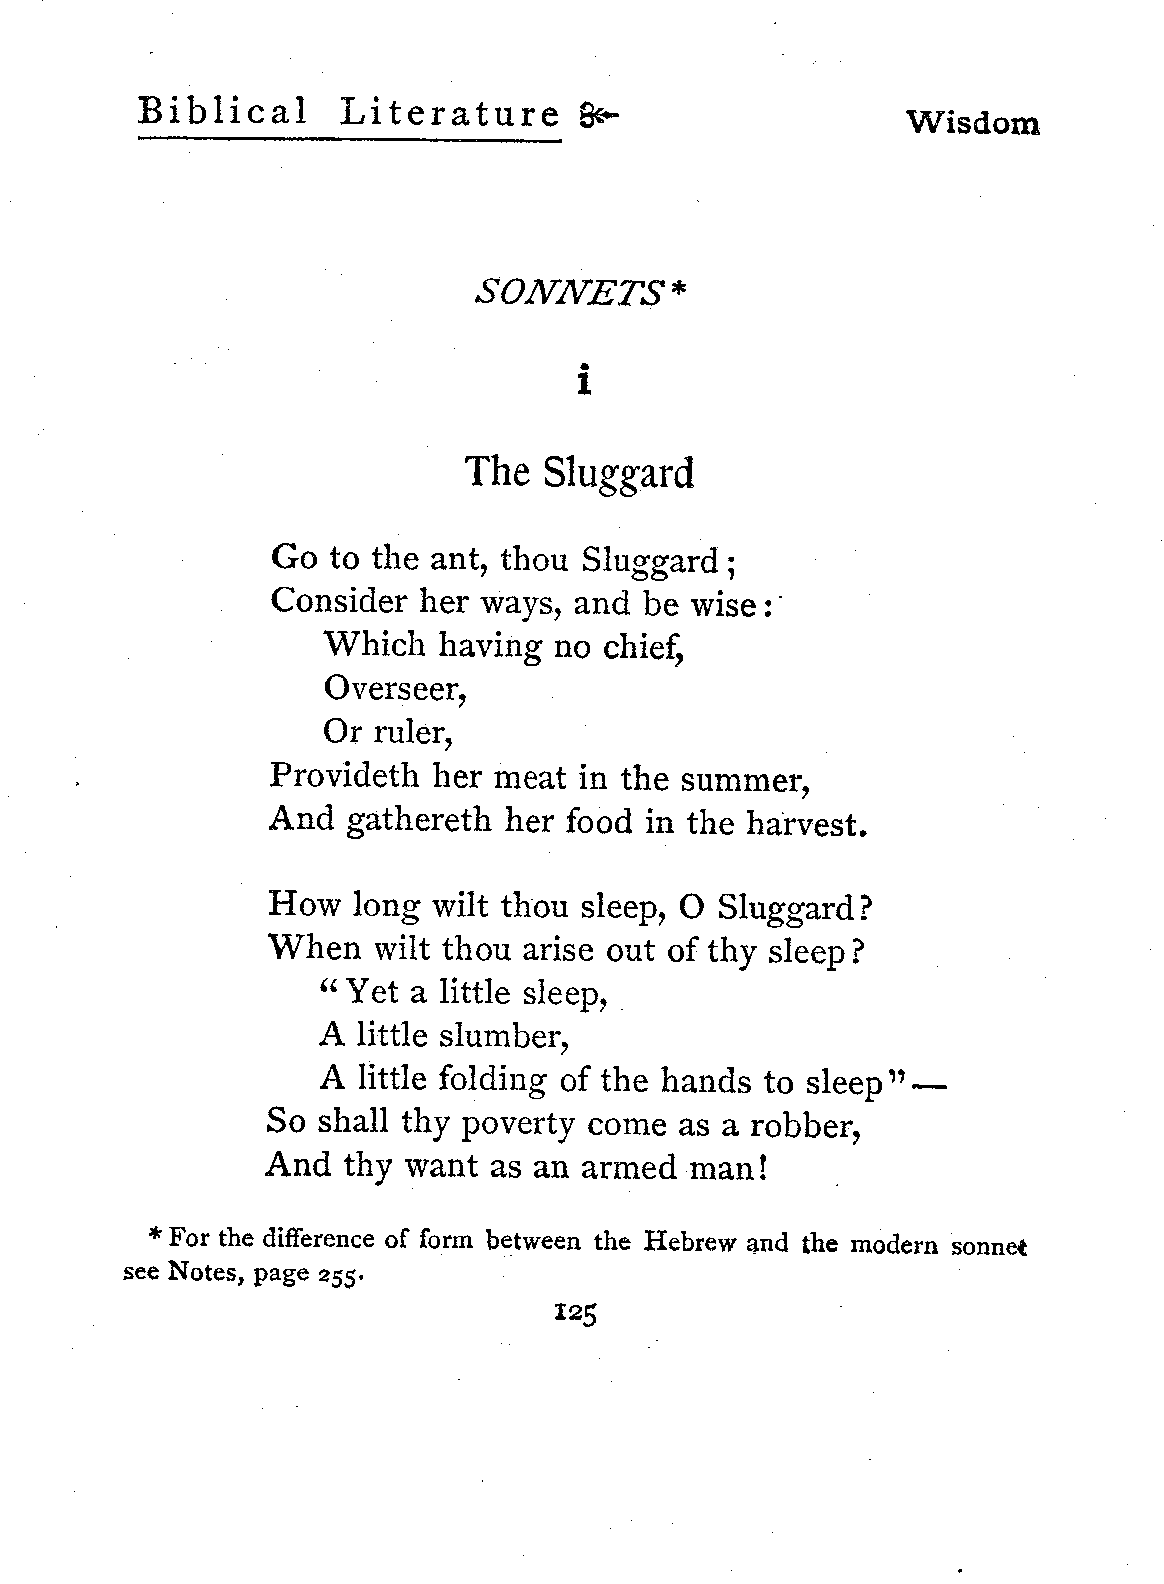 Biblical Literature Wisdom
SONNETS*
i
The Sluggard
Go to the ant, thou Sluggard;
Consider her ways, and be wise:
Which having no chief,
Overseer,
Or ruler,
Provideth her meat in the summer,
And gathereth her food in the harvest.
How long wilt thou sleep, O Sluggard?
When wilt thou arise out of thy sleep?
“Yet a little sleep,
A little slumber,
A little folding of the hands to sleep”—
So shall thy poverty come as a robber,
And thy want as an armed man!
* For the difference of form between the Hebrew and the modern sonnet
see Notes, page 255.
125